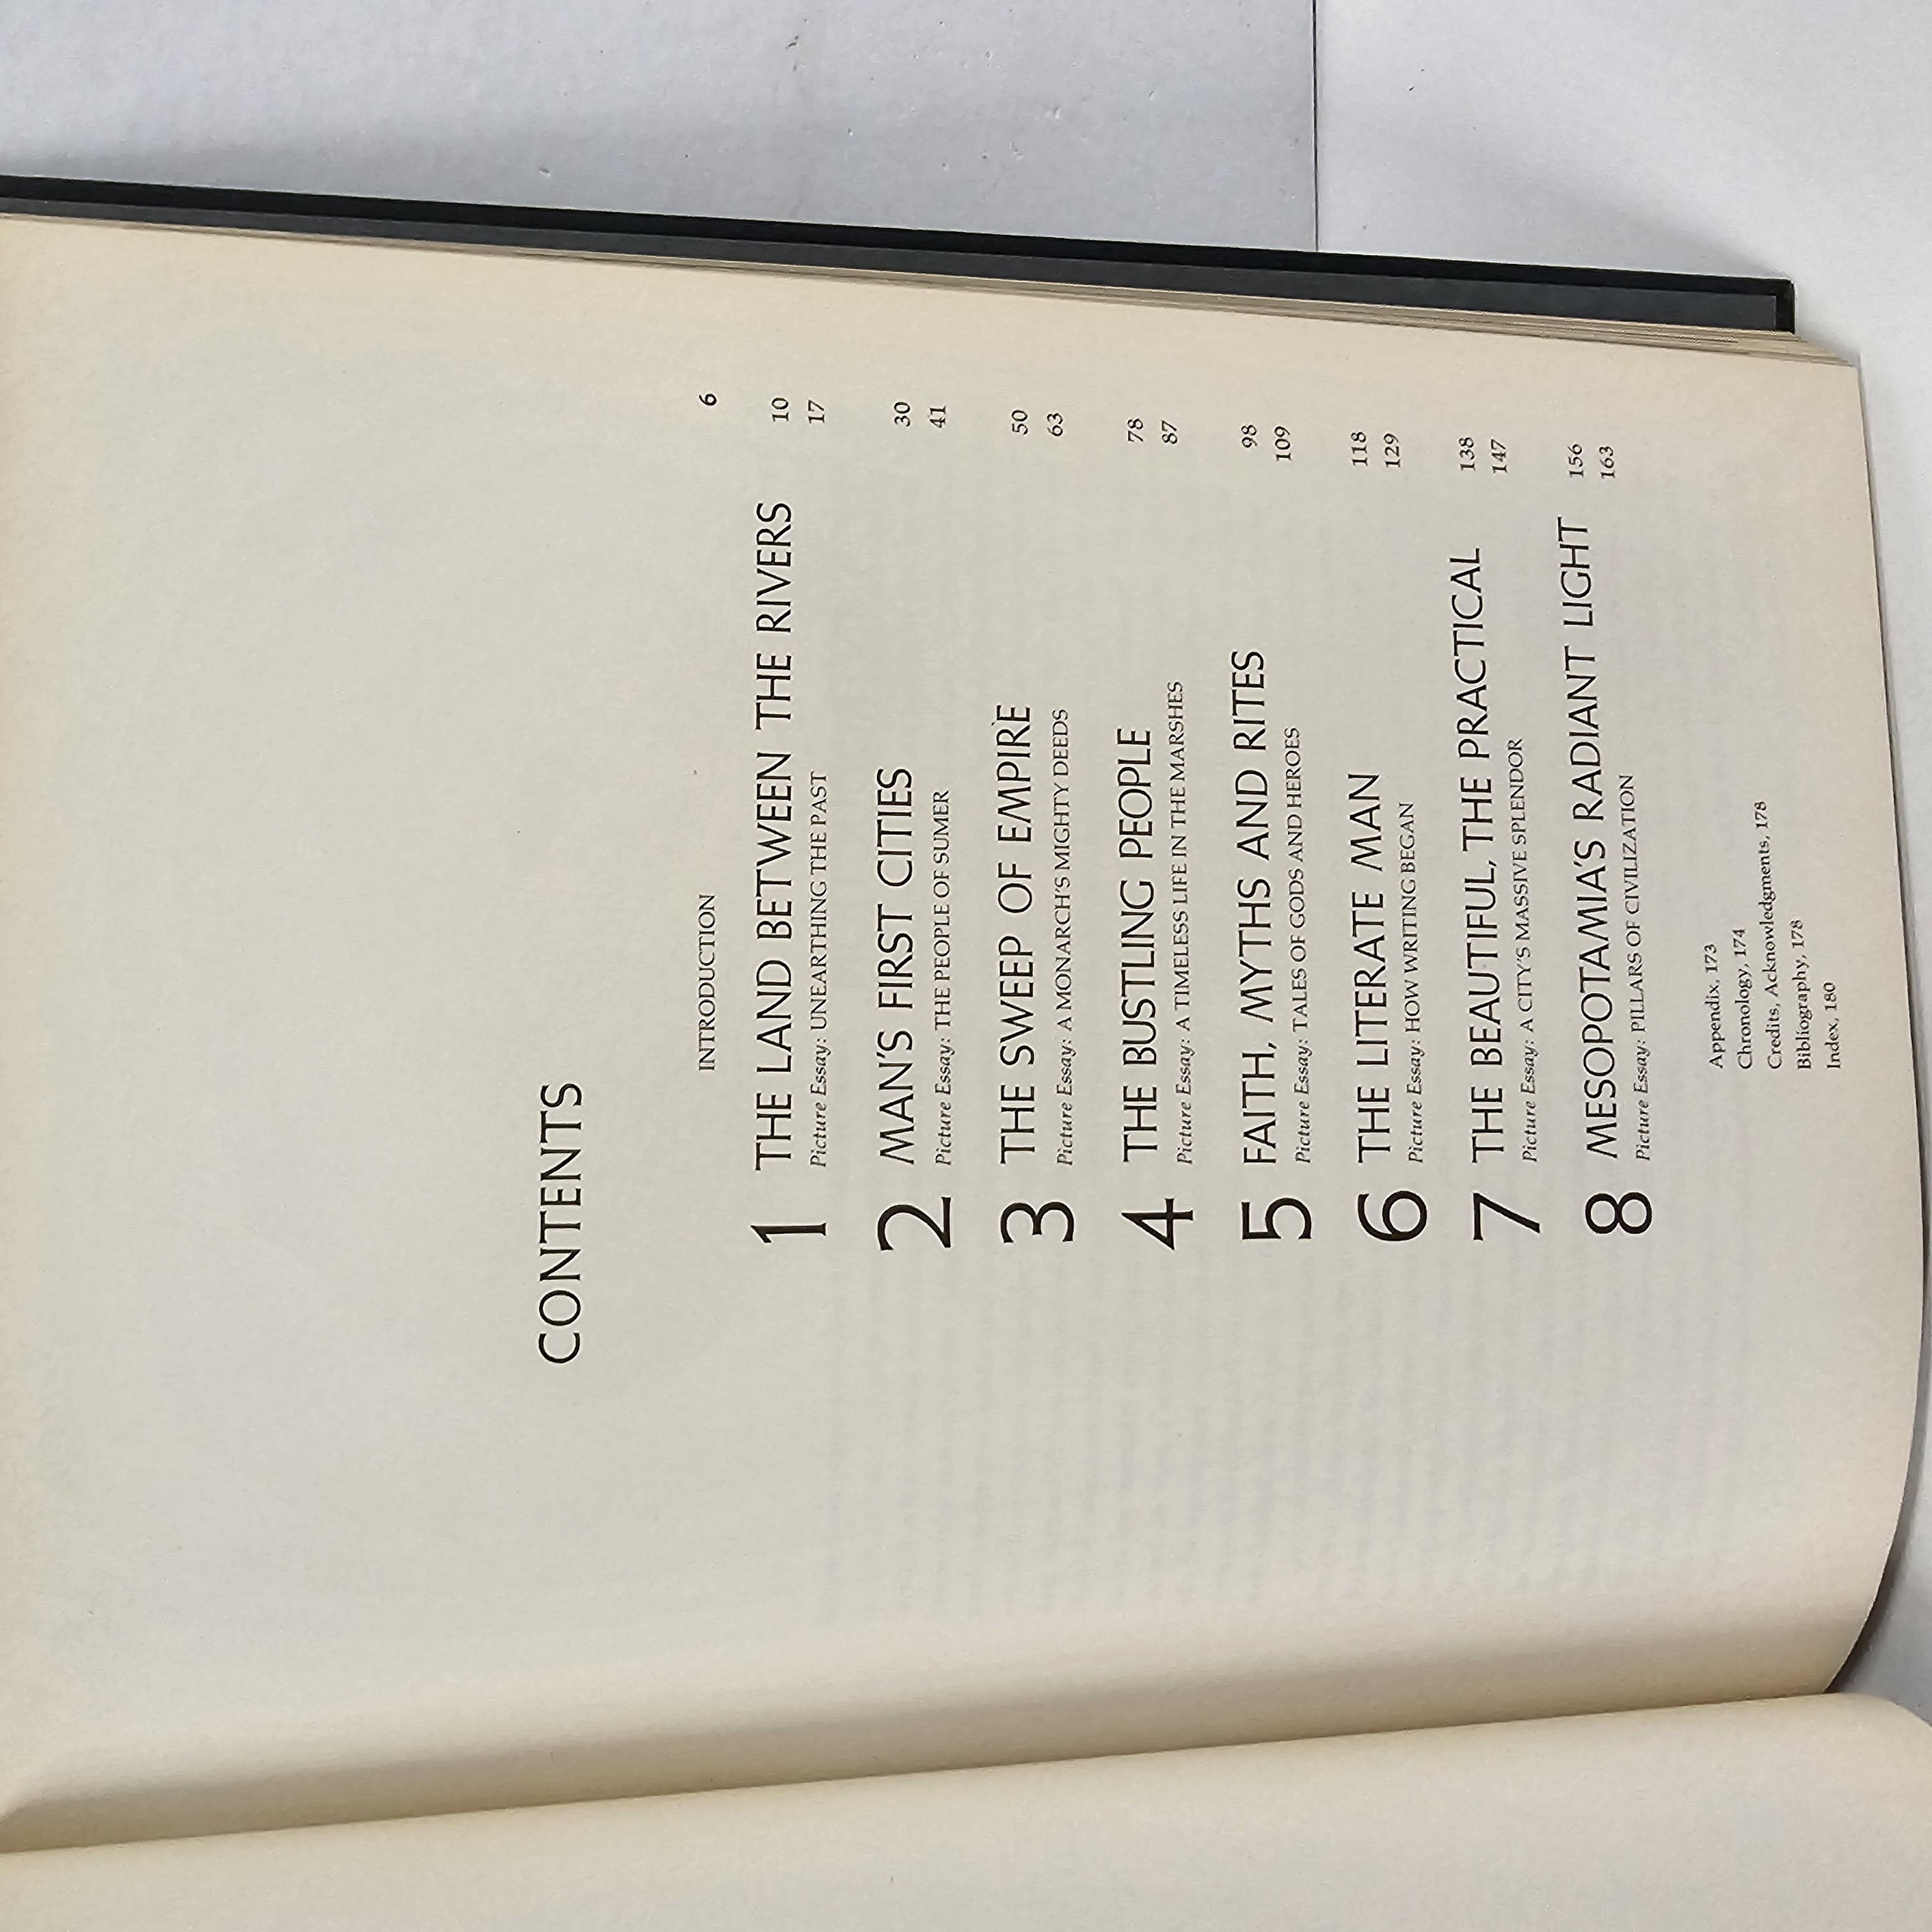 CONTENTS
INTRODUCTION 6
1 THE LAND BETWEEN THE RIVERS 10
Picture Essay: UNEARTHING THE PAST 17
2 MAN'S FIRST CITIES 30
Picture Essay: THE PEOPLE OF SUMER 41
3 THE SWEEP OF EMPIRE 50
Picture Essay: A MONARCH'S MIGHTY DEEDS 63
4 THE BUSTLING PEOPLE 78
Picture Essay: A TIMELESS LIFE IN THE MARSHES 87
5 FAITH, MYTHS AND RITES 98
Picture Essay: TALES OF GODS AND HEROES 109
6 THE LITERATE MAN 118
Picture Essay: HOW WRITING BEGAN 129
7 THE BEAUTIFUL, THE PRACTICAL 138
Picture Essay: A CITY'S MASSIVE SPLENDOR 147
8 MESOPOTAMIA'S RADIANT LIGHT 156
Picture Essay: PILLARS OF CIVILIZATION 163
Appendix, 173
Chronology, 174
Credits, Acknowledgments, 178
Bibliography, 178
Index, 180